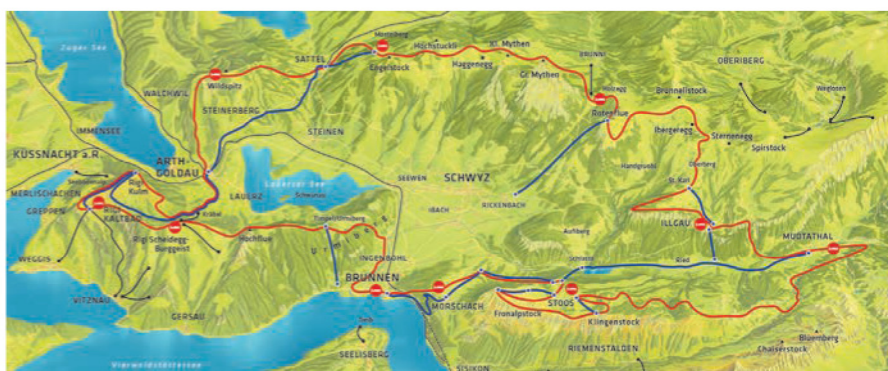 Zuger See
WALCHWIL
IMMENSEE
KÜSSNACHT a.R.
MERLISCHACHEN
GREPPEN
WEGGIS
VITZNAU
GERSAU
Vierwaldstättersee
RIGI
KALTBAD
Rigi
Kulm
ARTH-
GOLDAU
Kräbel
Rigi Scheidegg-
Burggeist
Hochflue
LAUERZ
Lauerzer See
Schwanau
Wildspitz
STEINERBERG
SATTEL
STEINEN
Mostelberg
Engelstock
Hochstuckli
Haggenegg
Kl. Mythen
Gr. Mythen
BRUNNI
Holzegg
Rotenflue
Brünnelistock
Ibergeregg
Sternenegg
OBERIBERG
Spirstock
Weglosen
SEEWEN
SCHWYZ
IBACH
RICKENBACH
Handgruobi
Oberberg
St. Karl
ILLGAU
MUOTATHAL
Ried
Aufiberg
Schlattli
Urmiberg
INGENBOHL
BRUNNEN
MORSCHACH
STOOS
Fronalpstock
Klingenstock
RIEMENSTALDEN
Chaiserstock
Blüemberg
SEELISBERG
SISIKON